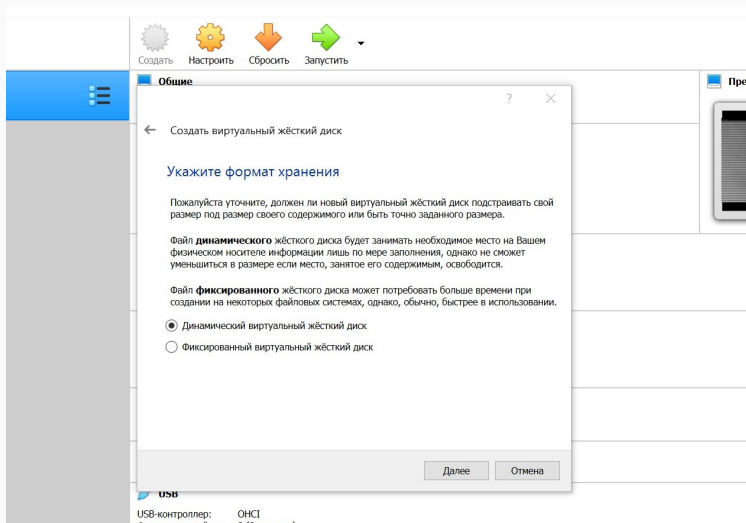 Создать Настроить Сбросить Запустить
Общие
Пре
?
Создать виртуальный жёсткий диск
Укажите формат хранения
Пожалуйста уточните, должен ли новый виртуальный жёсткий диск подстраивать свой
размер под размер своего содержимого или быть точно заданного размера.
Файл динамического жёсткого диска будет занимать необходимое место на Вашем
физическом носителе информации лишь по мере заполнения, однако не сможет
уменьшиться в размере если место, занятое его содержимым, освободится.
Файл фиксированного жёсткого диска может потребовать больше времени при
создании на некоторых файловых системах, однако, обычно, быстрее в использовании.
Динамический виртуальный жёсткий диск
Фиксированный виртуальный жёсткий диск
Далее Отмена
USB
USB-контроллер: OHCI